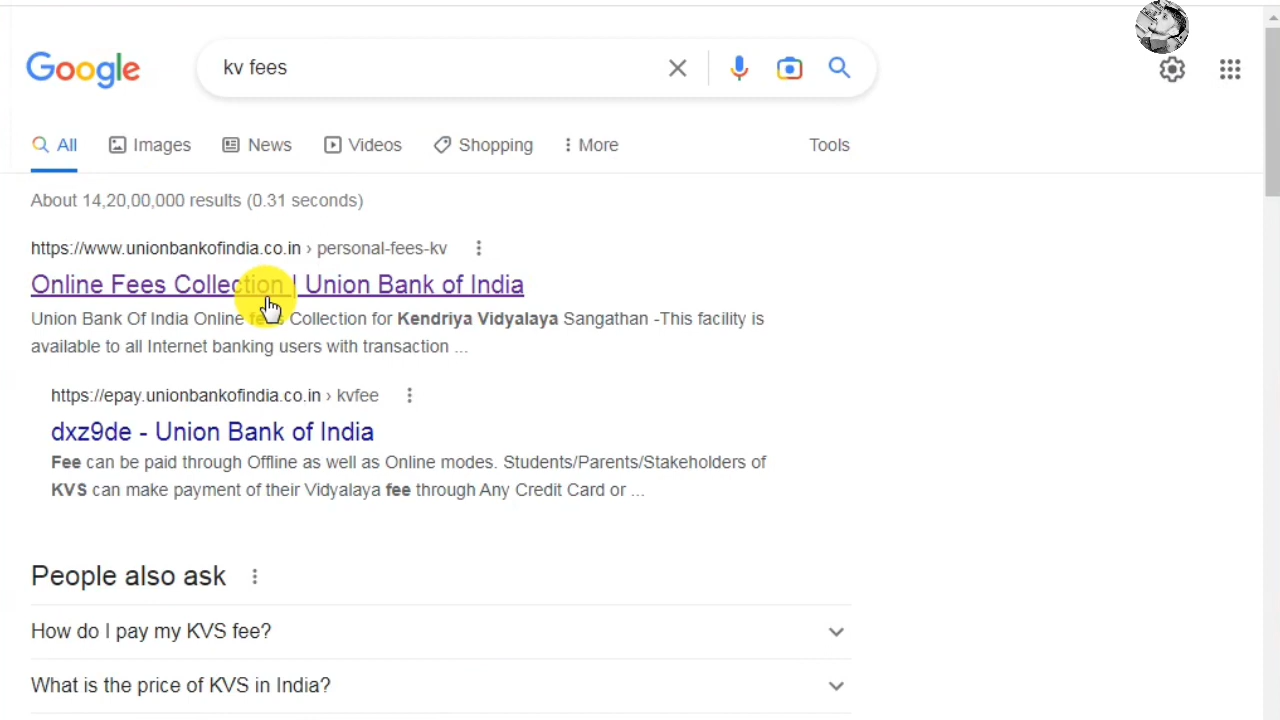 Google
kv fees
All Images News Videos Shopping More Tools
About 14,20,00,000 results (0.31 seconds)
https://www.unionbankofindia.co.in › personal-fees-kv
Online Fees Collection | Union Bank of India
Union Bank Of India Online fees Collection for Kendriya Vidyalaya Sangathan -This facility is
available to all Internet banking users with transaction ...
https://epay.unionbankofindia.co.in › kvfee
dxz9de - Union Bank of India
Fee can be paid through Offline as well as Online modes. Students/Parents/Stakeholders of
KVS can make payment of their Vidyalaya fee through Any Credit Card or ...
People also ask
How do I pay my KVS fee?
What is the price of KVS in India?